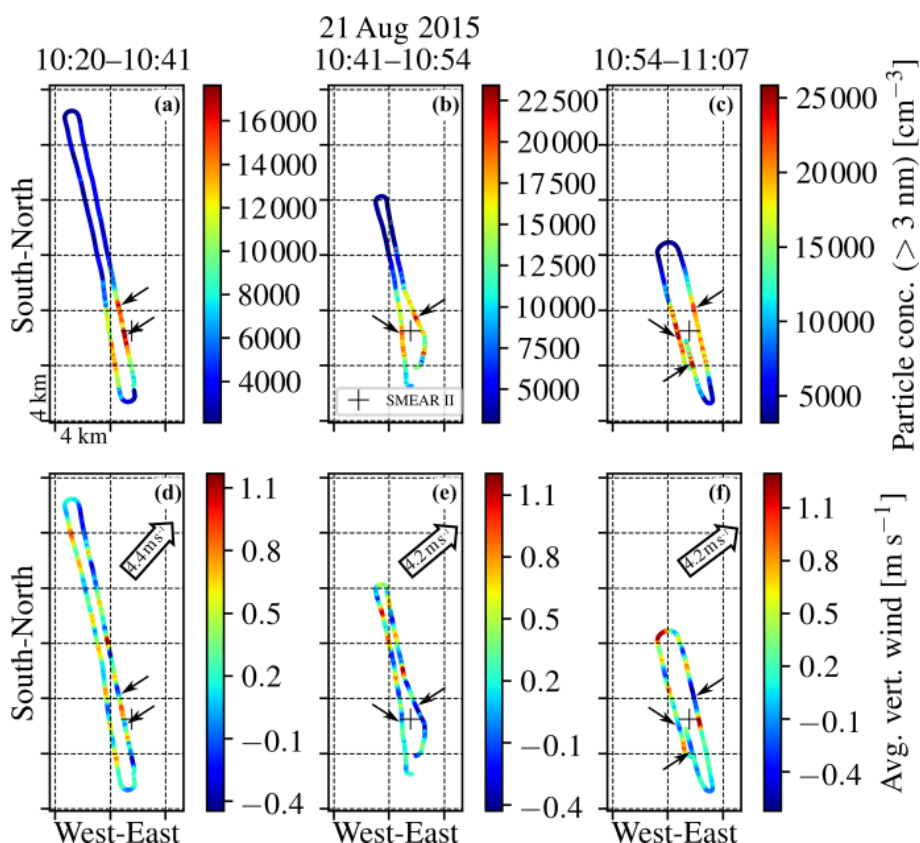 21 Aug 2015
10:20–10:41
10:41–10:54
10:54–11:07
(a)
(b)
(c)
16000
14000
12000
10000
8000
6000
4000
22500
20000
17500
15000
12500
10000
7500
5000
25000
20000
15000
10000
5000
South-North
Particle conc. (> 3 nm) [cm⁻³]
4 km
4 km
SMEAR II
(d)
(e)
(f)
4.4 m s⁻¹
4.2 m s⁻¹
4.2 m s⁻¹
1.1
0.8
0.5
0.2
−0.1
−0.4
1.1
0.8
0.5
0.2
−0.1
−0.4
1.1
0.8
0.5
0.2
−0.1
−0.4
South-North
Avg. vert. wind [m s⁻¹]
West-East
West-East
West-East